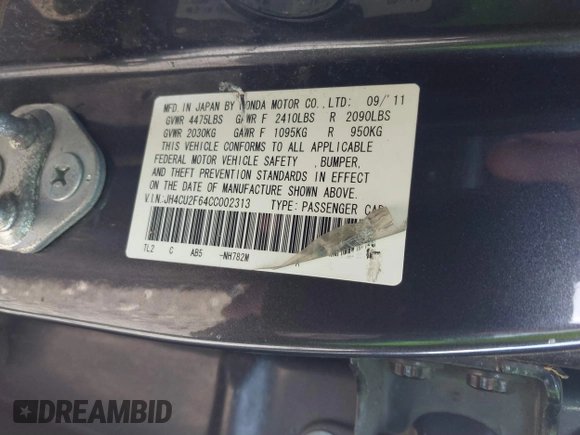 MFD. IN JAPAN BY HONDA MOTOR CO., LTD: 09/'11
GVWR 4475LBS GAWR F 2410LBS R 2090LBS
GVWR 2030KG GAWR F 1095KG R 950KG
THIS VEHICLE CONFORMS TO ALL APPLICABLE
FEDERAL MOTOR VEHICLE SAFETY , BUMPER,
AND THEFT PREVENTION STANDARDS IN EFFECT
ON THE DATE OF MANUFACTURE SHOWN ABOVE.
V.I.N.:JH4CU2F64CC002313 TYPE: PASSENGER CAR
TL2 C AB5 -NH782M
DREAMBID